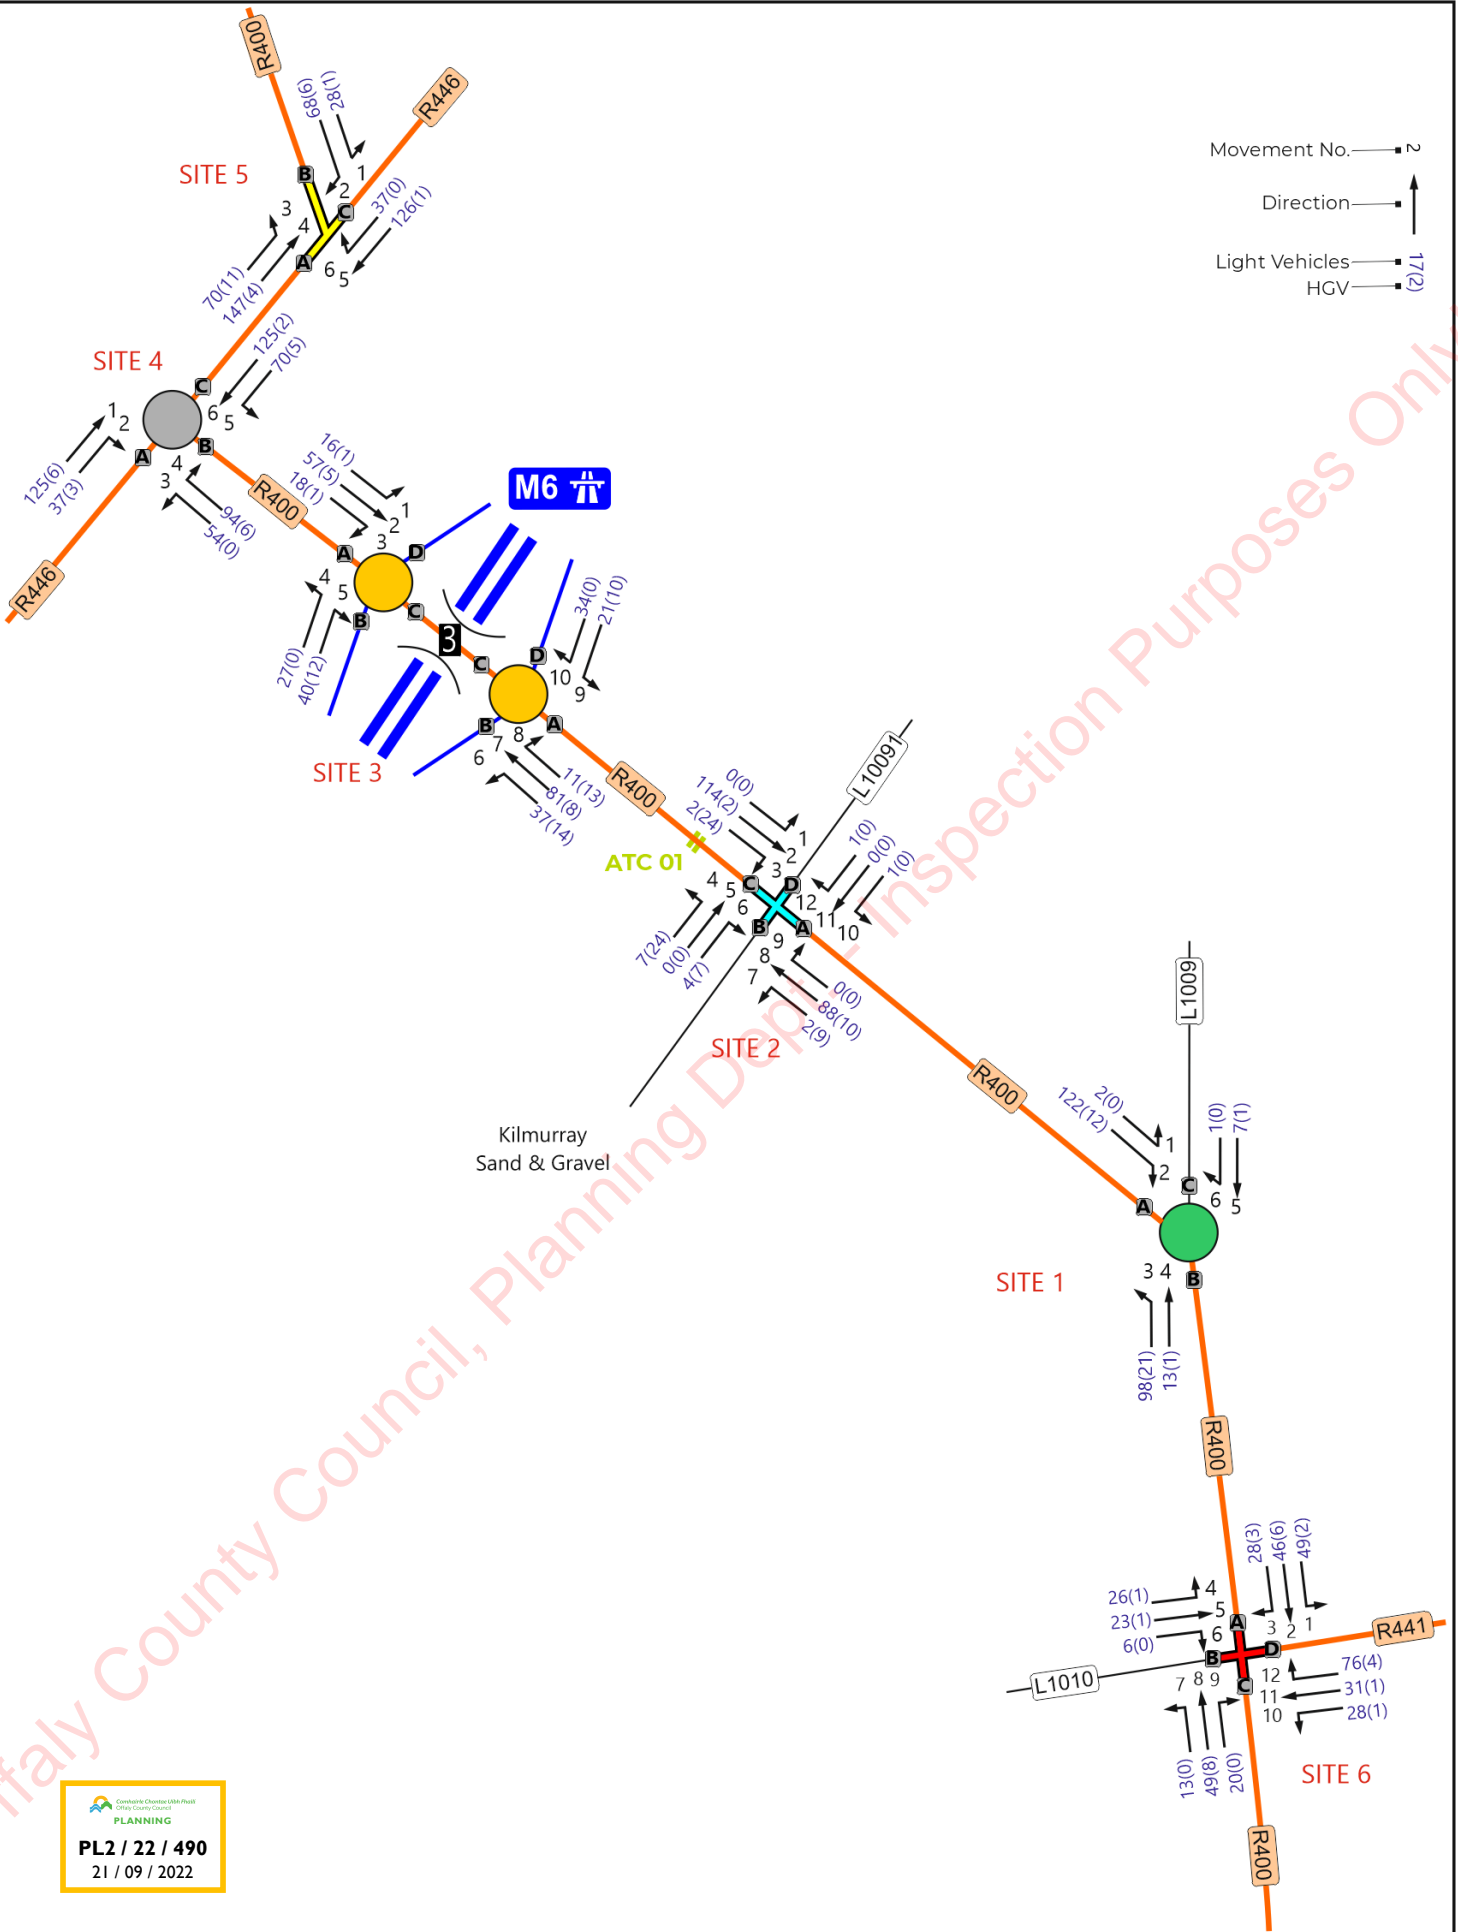 R400
68(6)
28(1)
R446
SITE 5
B
1
2
C
37(0)
126(1)
3
4
A
6
5
70(11)
147(4)
Movement No.
2
Direction
Light Vehicles
HGV
17(2)
SITE 4
125(2)
70(5)
C
1
2
6
5
A
B
4
3
125(6)
37(3)
94(6)
54(0)
R446
R400
16(1)
57(5)
18(1)
1
2
3
M6
A
D
4
5
B
C
3
27(0)
40(12)
C
D
34(0)
21(10)
10
9
B
A
8
7
6
SITE 3
11(13)
81(8)
37(14)
R400
L10091
ATC 01
0(0)
114(2)
2(24)
1
2
3
1(0)
0(0)
1(0)
4
5
6
C
D
12
11
10
B
A
9
8
7
7(24)
0(0)
4(7)
0(0)
88(10)
2(9)
SITE 2
Kilmurray
Sand & Gravel
L1009
R400
2(0)
122(12)
1
2
1(0)
7(1)
C
A
6
5
SITE 1
3 4
B
98(21)
13(1)
R400
28(3)
46(6)
49(2)
26(1)
23(1)
6(0)
4
5
6
A
3
2
1
B
D
R441
L1010
7
8
9
C
12
11
10
76(4)
31(1)
28(1)
13(0)
49(8)
20(0)
SITE 6
R400
Offaly County Council, Planning Dept. - Inspection Purposes Only!
Comhairle Chontae Uíbh Fhailí
Offaly County Council
PLANNING
PL2 / 22 / 490
21 / 09 / 2022